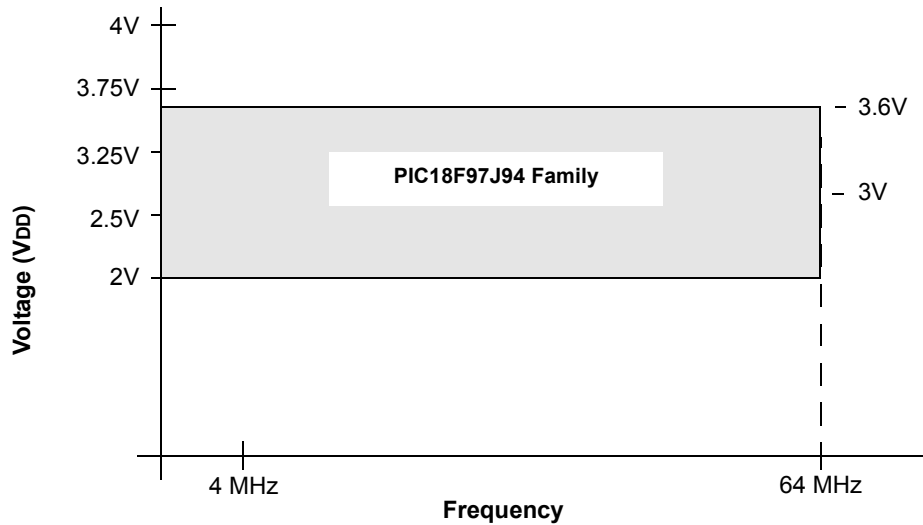 4V
3.75V
3.6V
3.25V
PIC18F97J94 Family
3V
2.5V
2V
Voltage (VDD)
4 MHz
64 MHz
Frequency